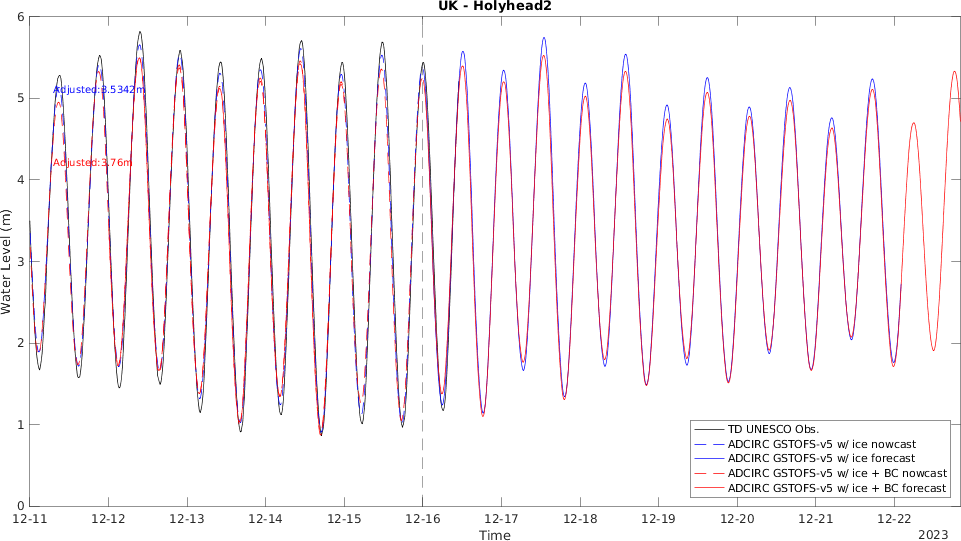 UK - Holyhead2
6
5
4
3
2
1
0
Water Level (m)
Adjusted:3.5342m
Adjusted:3.76m
TD UNESCO Obs.
ADCIRC GSTOFS-v5 w/ ice nowcast
ADCIRC GSTOFS-v5 w/ ice forecast
ADCIRC GSTOFS-v5 w/ ice + BC nowcast
ADCIRC GSTOFS-v5 w/ ice + BC forecast
12-11 12-12 12-13 12-14 12-15 12-16 12-17 12-18 12-19 12-20 12-21 12-22
Time
2023